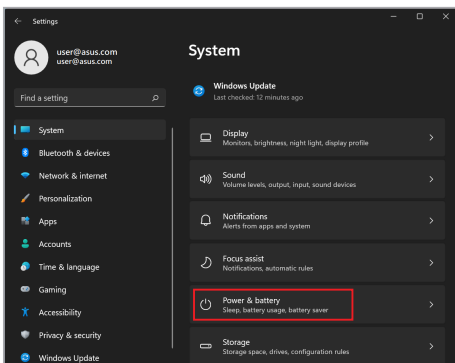 Settings
user@asus.com
user@asus.com
Find a setting
System
Bluetooth & devices
Network & internet
Personalization
Apps
Accounts
Time & language
Gaming
Accessibility
Privacy & security
Windows Update
System
Windows Update
Last checked: 12 minutes ago
Display
Monitors, brightness, night light, display profile
Sound
Volume levels, output, input, sound devices
Notifications
Alerts from apps and system
Focus assist
Notifications, automatic rules
Power & battery
Sleep, battery usage, battery saver
Storage
Storage space, drives, configuration rules